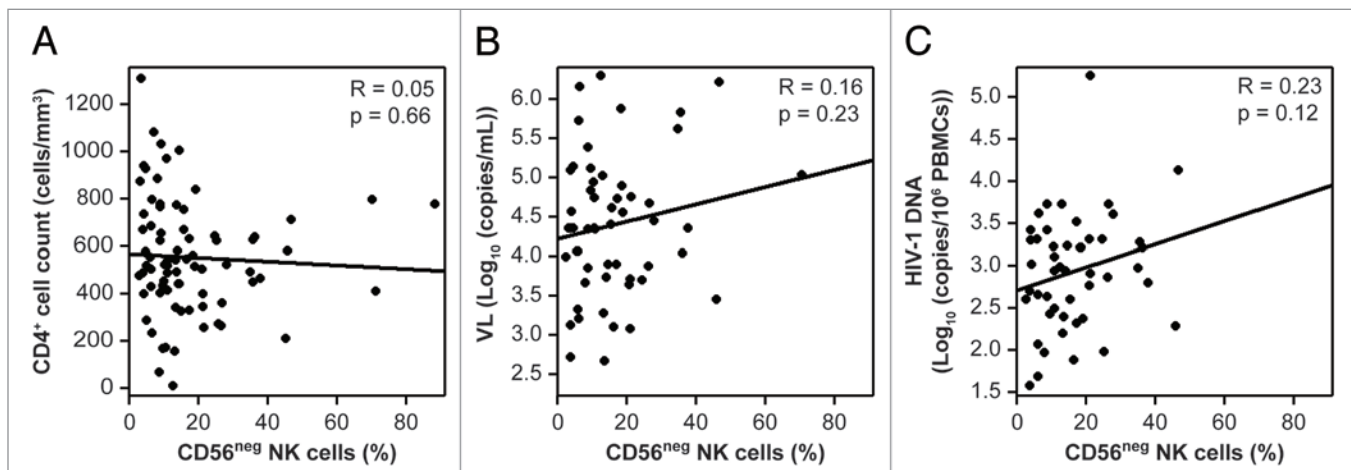 A
R = 0.05
p = 0.66
CD4⁺ cell count (cells/mm³)
1200
1000
800
600
400
200
0
0 20 40 60 80
CD56ⁿᵉᵍ NK cells (%)
B
R = 0.16
p = 0.23
VL (Log₁₀ (copies/mL))
6.0
5.5
5.0
4.5
4.0
3.5
3.0
2.5
0 20 40 60 80
CD56ⁿᵉᵍ NK cells (%)
C
R = 0.23
p = 0.12
HIV-1 DNA
(Log₁₀ (copies/10⁶ PBMCs))
5.0
4.5
4.0
3.5
3.0
2.5
2.0
1.5
0 20 40 60 80
CD56ⁿᵉᵍ NK cells (%)